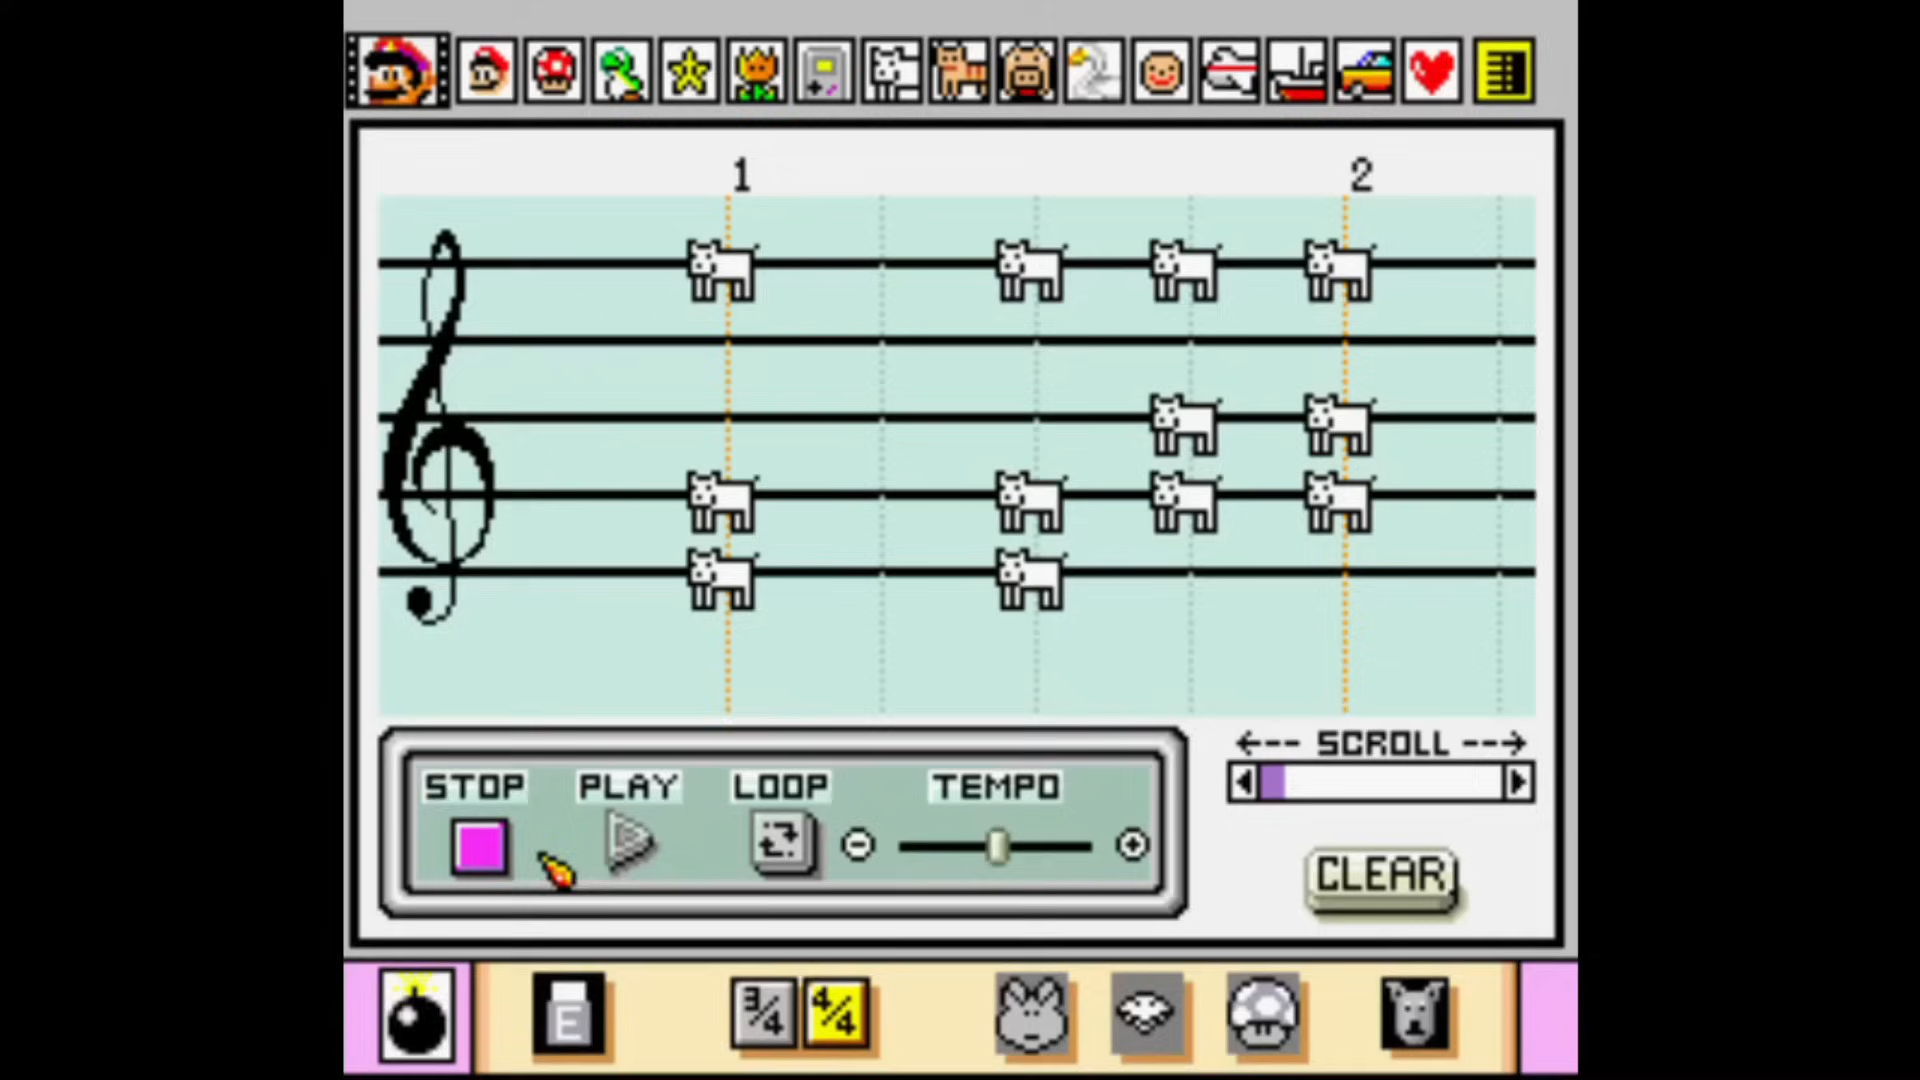 1 2
STOP PLAY LOOP TEMPO
<--- SCROLL --->
CLEAR
E 3/4 4/4